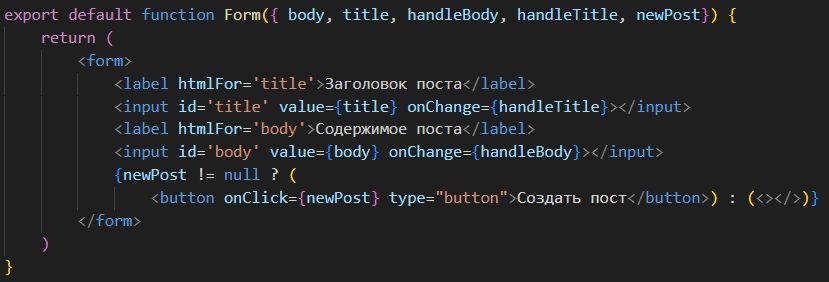 export default function Form({ body, title, handleBody, handleTitle, newPost}) {
    return (
        <form>
            <label htmlFor='title'>Заголовок поста</label>
            <input id='title' value={title} onChange={handleTitle}></input>
            <label htmlFor='body'>Содержимое поста</label>
            <input id='body' value={body} onChange={handleBody}></input>
            {newPost != null ? (
                <button onClick={newPost} type="button">Создать пост</button>) : (<></>)}
        </form>
    )
}